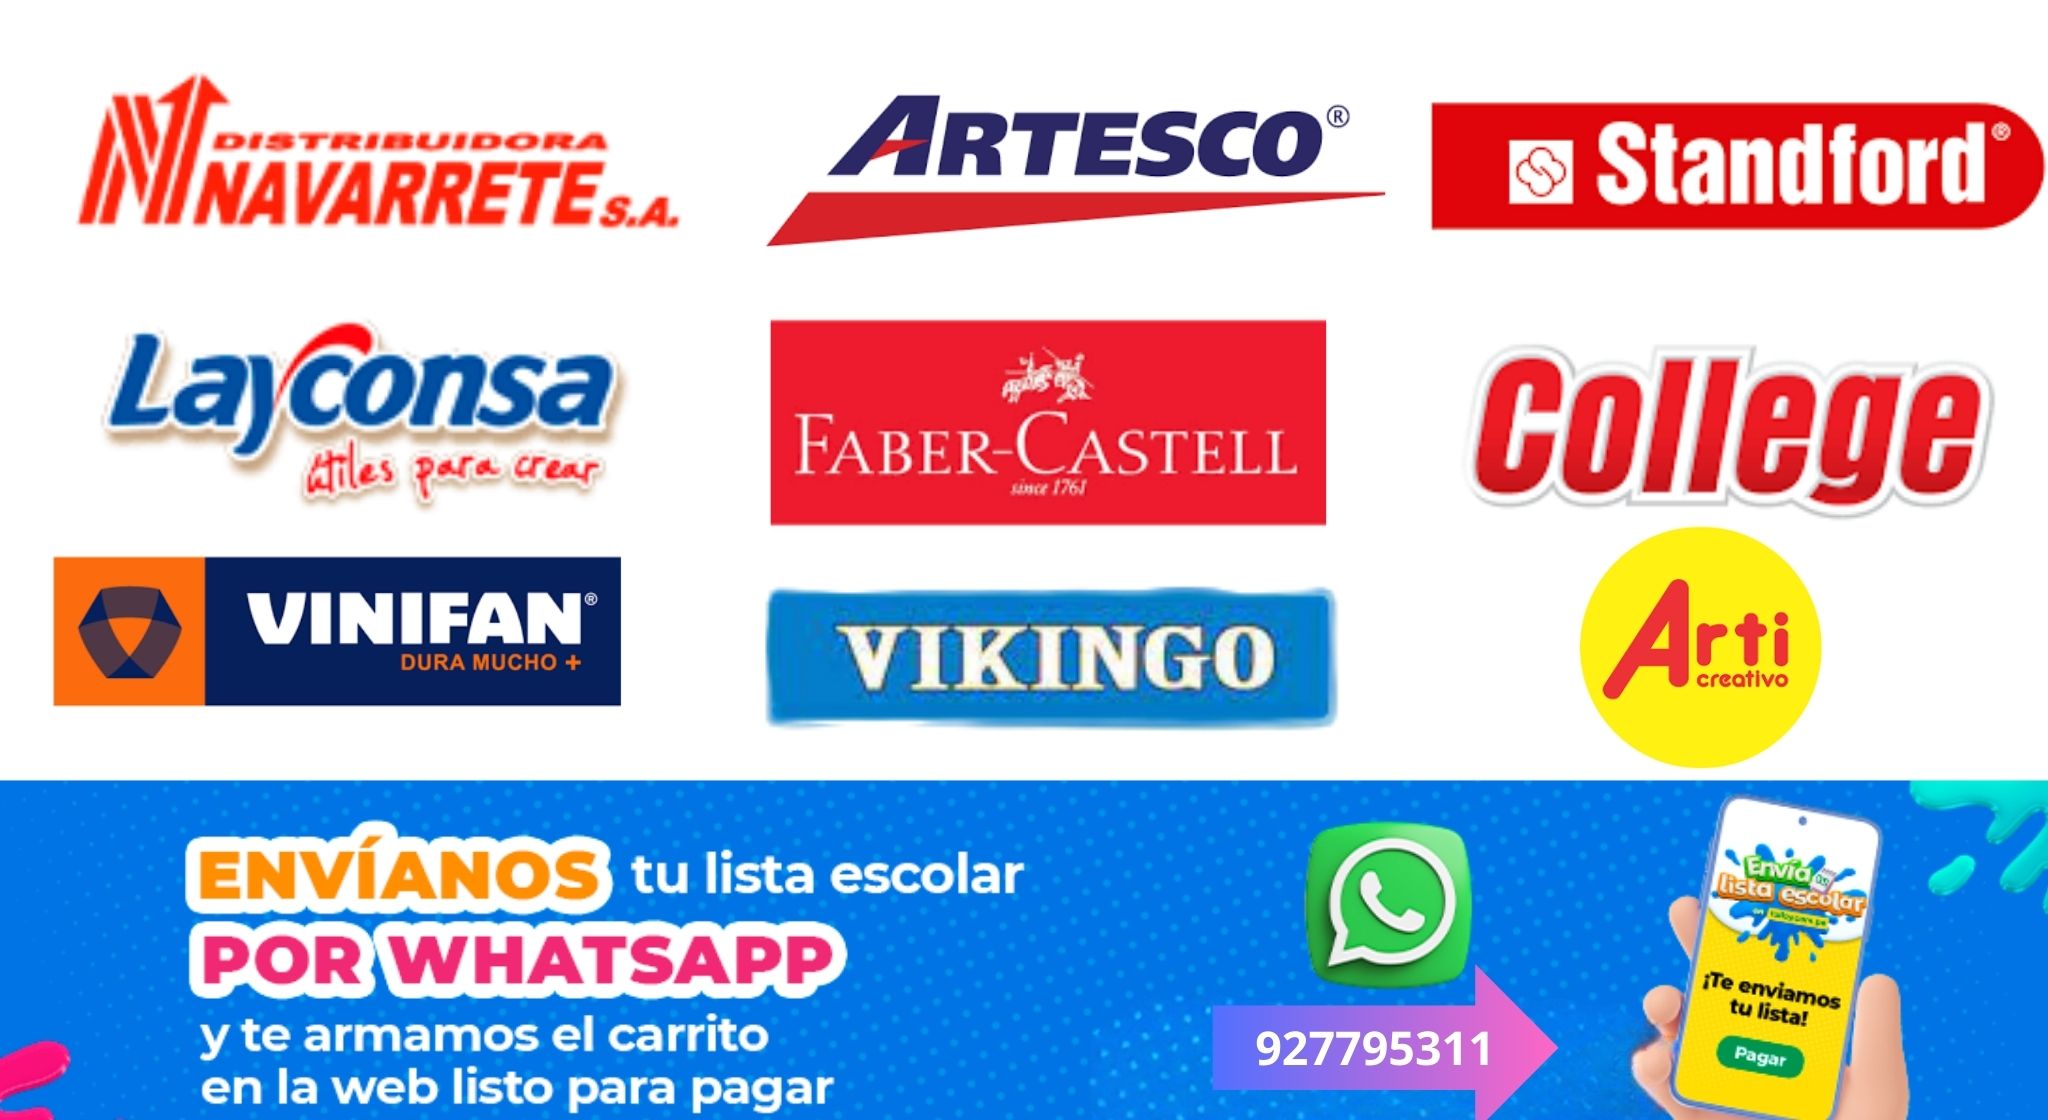 DISTRIBUIDORA
NAVARRETE S.A.
ARTESCO®
Standford®
Layconsa
útiles para crear
FABER-CASTELL
since 1761
College
VINIFAN®
DURA MUCHO +
VIKINGO
Arti
creativo
ENVÍANOS tu lista escolar
POR WHATSAPP
y te armamos el carrito
en la web listo para pagar
927795311
Envía
lista escolar
en
¡Te enviamos
tu lista!
Pagar